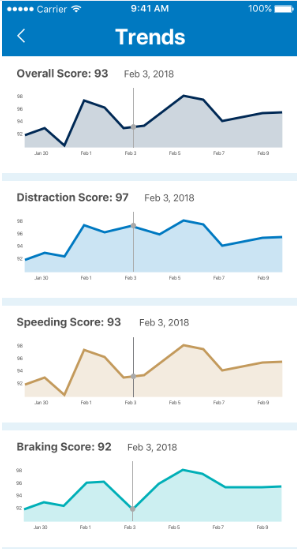 Carrier 9:41 AM 100%
Trends
Overall Score: 93 Feb 3, 2018
98
96
94
92
Jan 30 Feb 1 Feb 3 Feb 5 Feb 7 Feb 9
Distraction Score: 97 Feb 3, 2018
98
96
94
92
Jan 30 Feb 1 Feb 3 Feb 5 Feb 7 Feb 9
Speeding Score: 93 Feb 3, 2018
98
96
94
92
Jan 30 Feb 1 Feb 3 Feb 5 Feb 7 Feb 9
Braking Score: 92 Feb 3, 2018
98
96
94
92
Jan 30 Feb 1 Feb 3 Feb 5 Feb 7 Feb 9